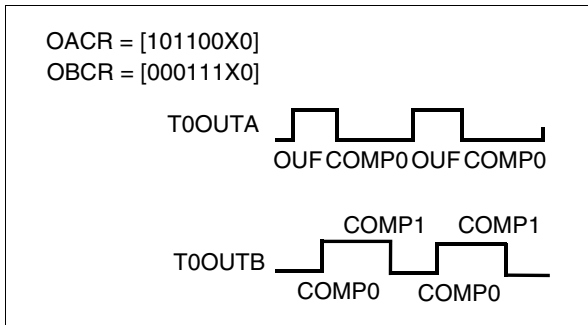 OACR = [101100X0]
OBCR = [000111X0]
T0OUTA
OUF COMP0 OUF COMP0
COMP1 COMP1
T0OUTB
COMP0 COMP0